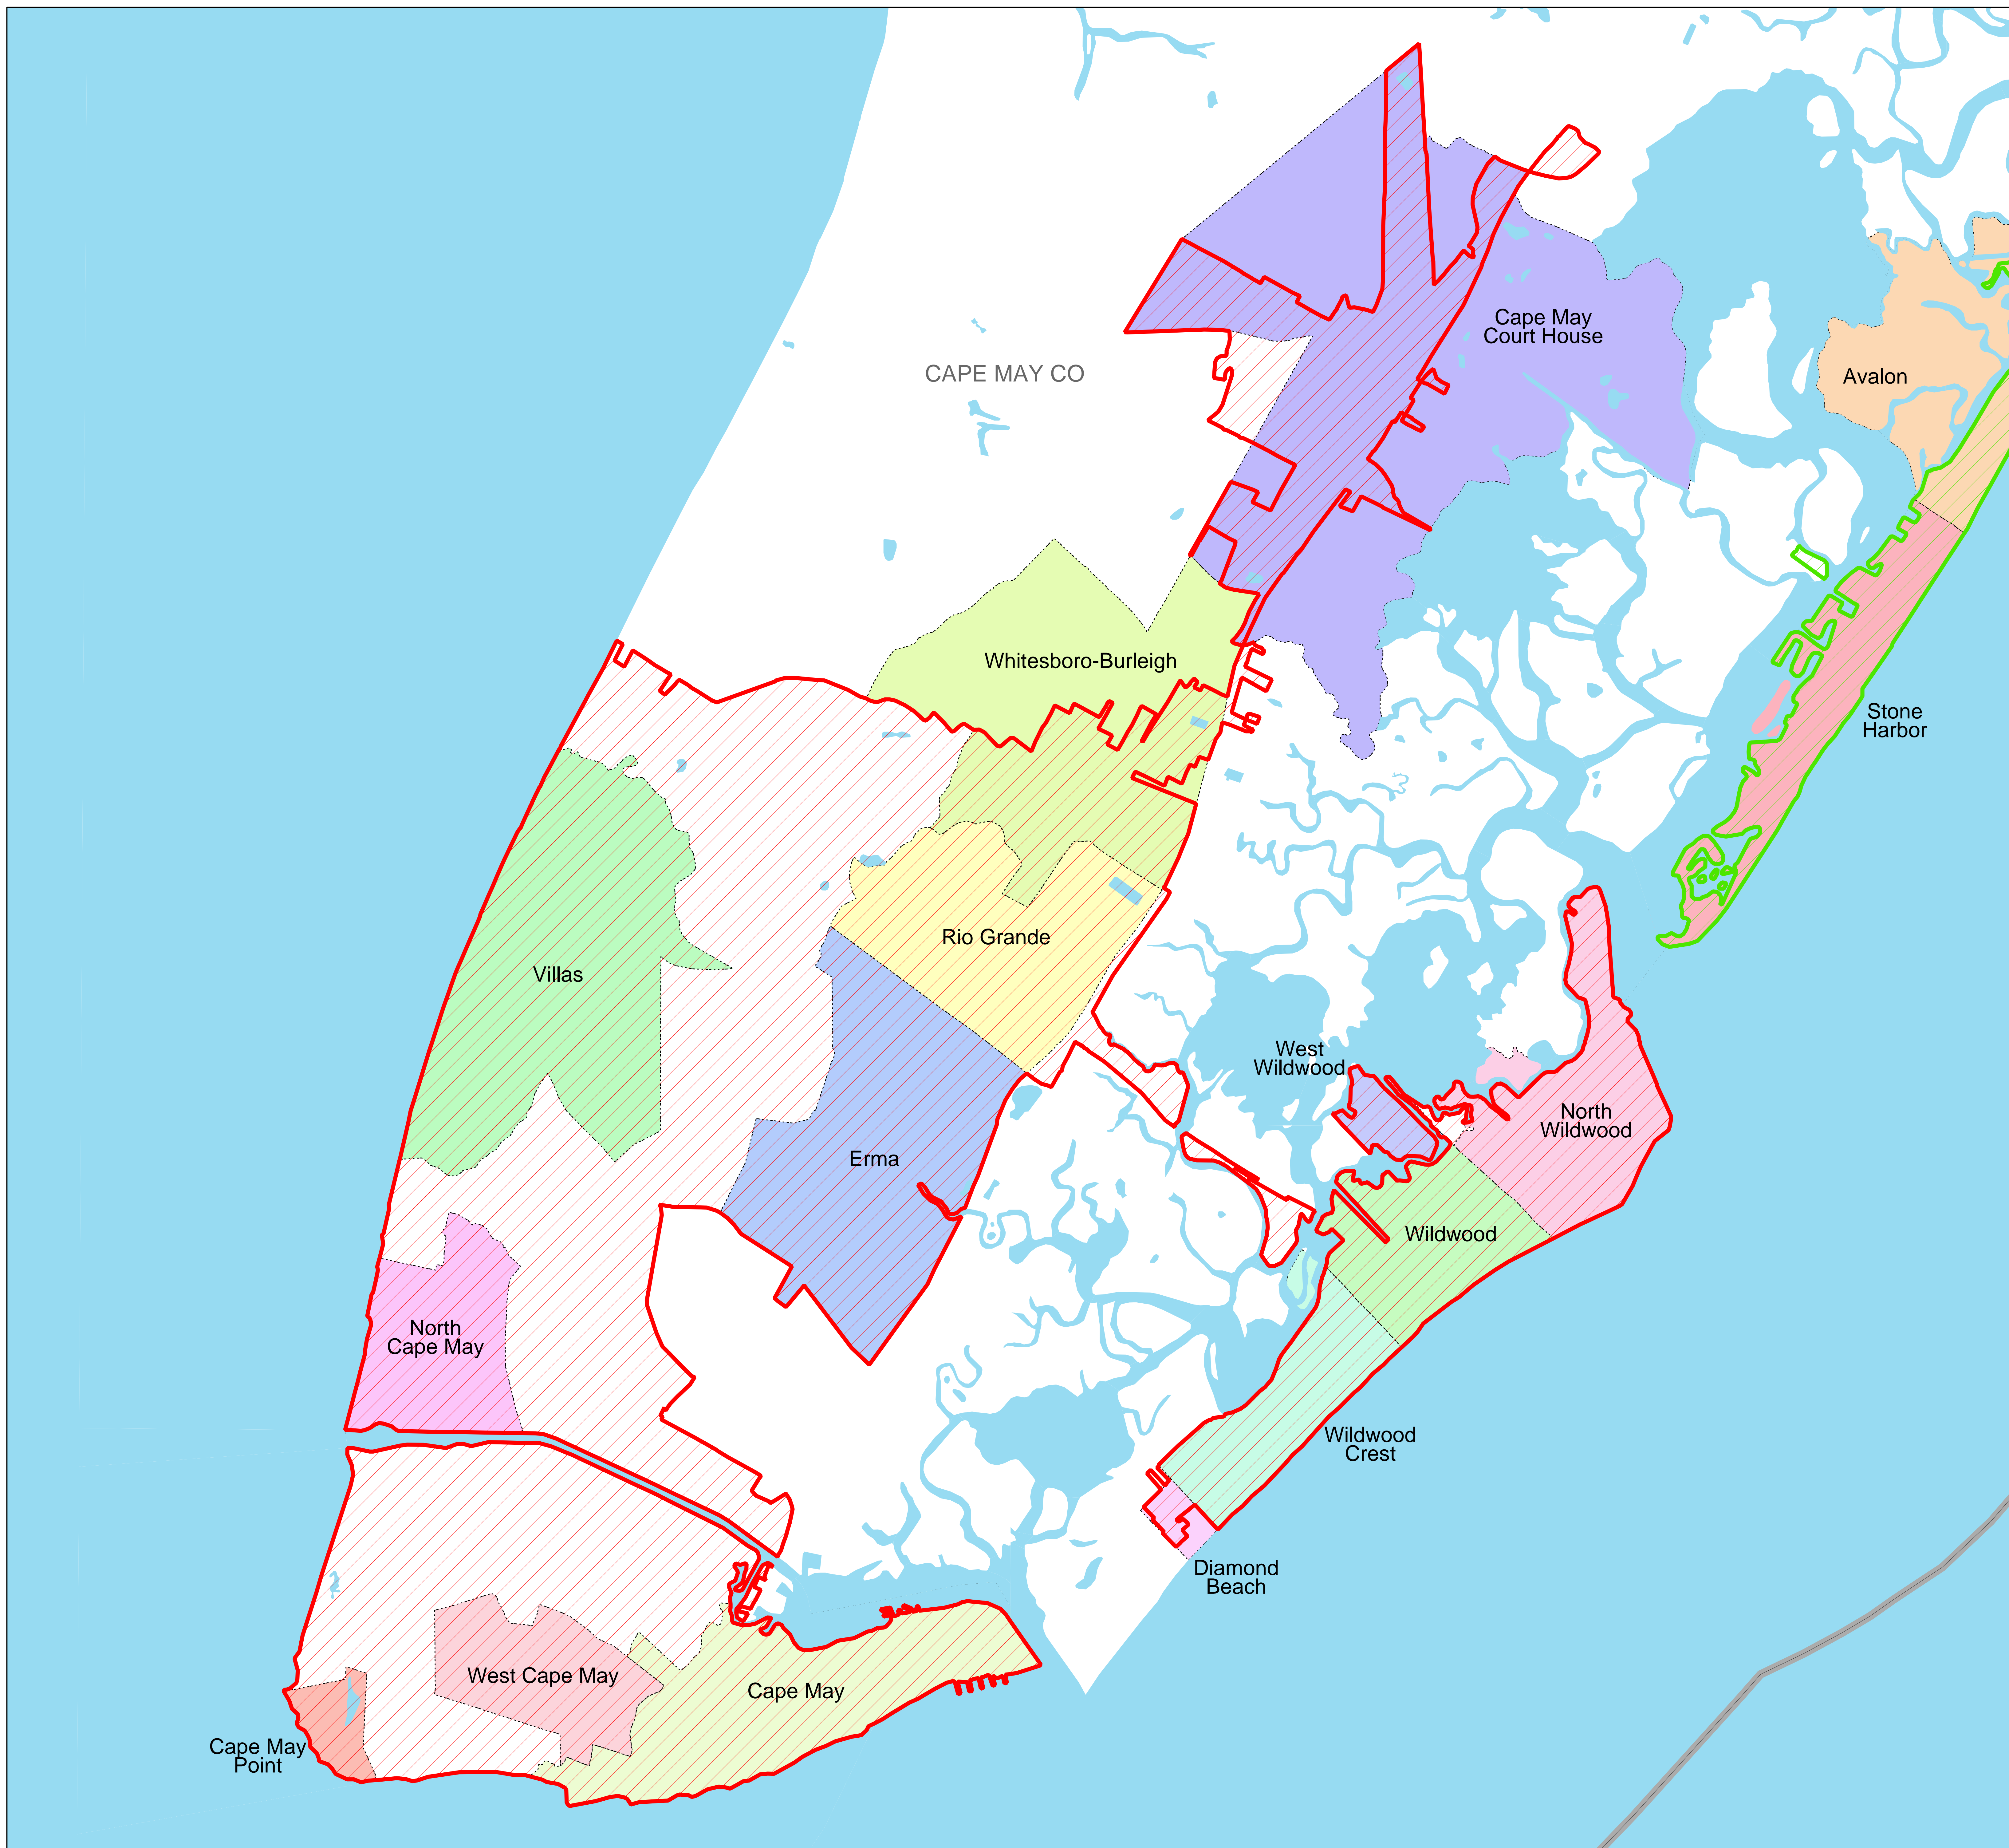 Cape May
Court House
CAPE MAY CO
Avalon
Whitesboro-Burleigh
Stone
Harbor
Rio Grande
Villas
West
Wildwood
North
Wildwood
Erma
Wildwood
North
Cape May
Wildwood
Crest
Diamond
Beach
West Cape May
Cape May
Cape May
Point